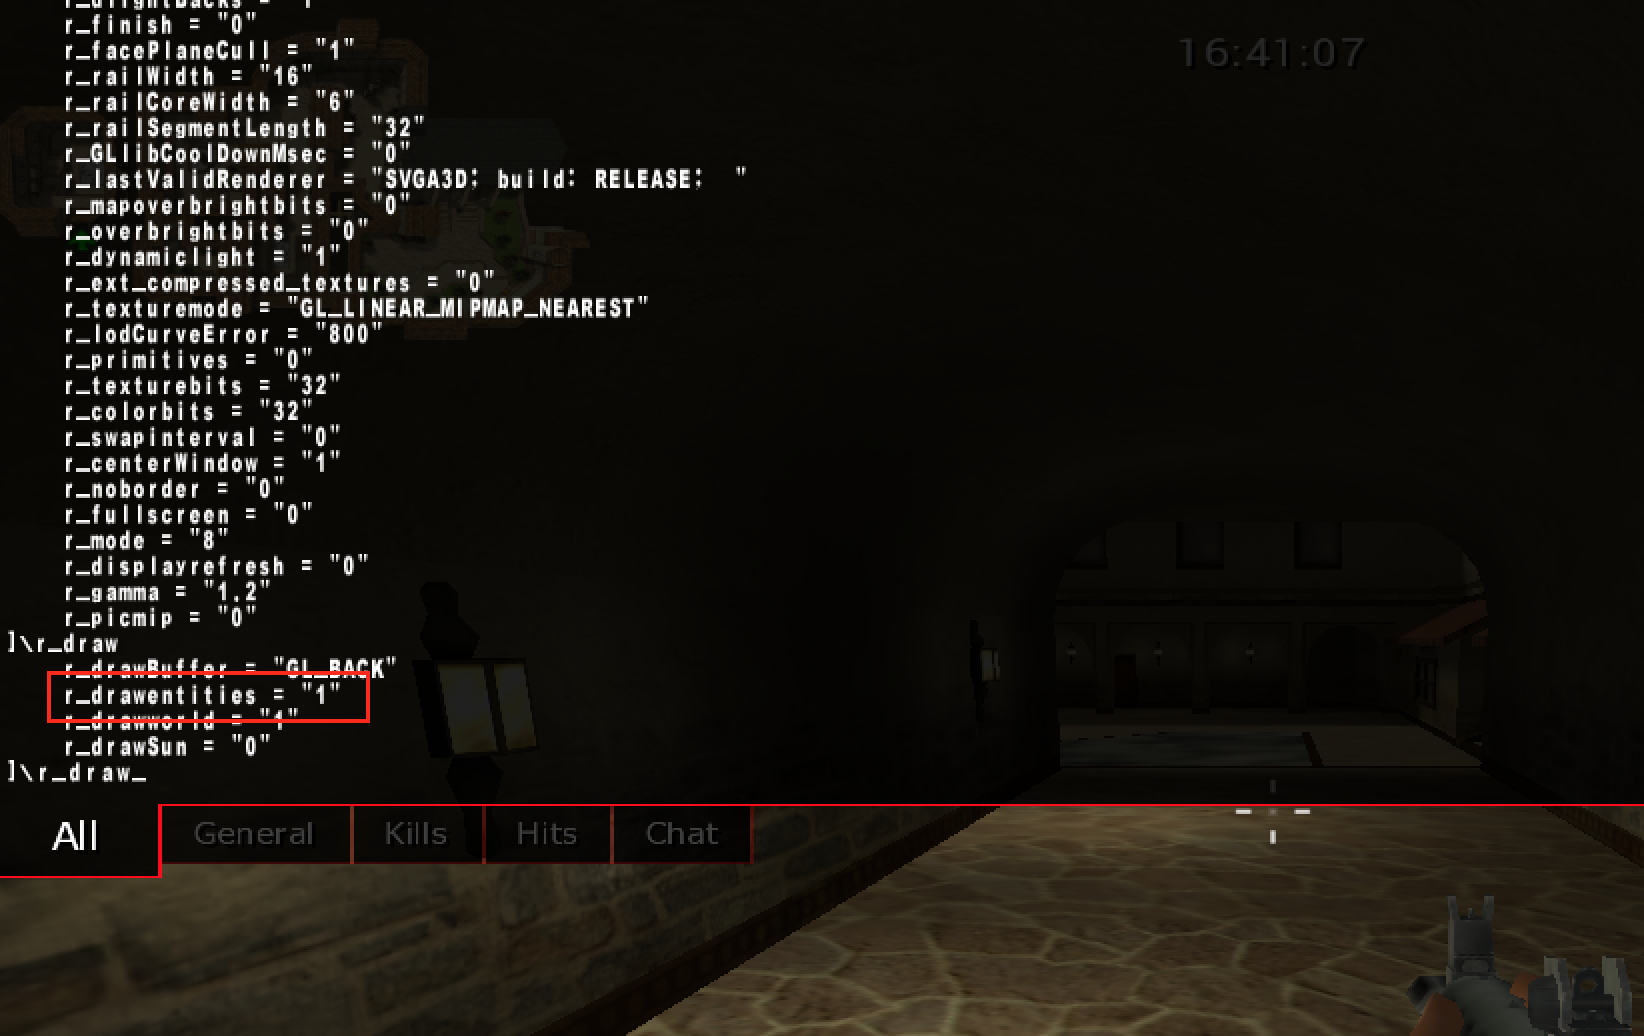 r_dlightBacks = "1"
r_finish = "0"
r_facePlaneCull = "1"
r_railWidth = "16"
r_railCoreWidth = "6"
r_railSegmentLength = "32"
r_GLlibCoolDownMsec = "0"
r_lastValidRenderer = "SVGA3D; build: RELEASE;  "
r_mapoverbrightbits = "0"
r_overbrightbits = "0"
r_dynamiclight = "1"
r_ext_compressed_textures = "0"
r_texturemode = "GL_LINEAR_MIPMAP_NEAREST"
r_lodCurveError = "800"
r_primitives = "0"
r_texturebits = "32"
r_colorbits = "32"
r_swapinterval = "0"
r_centerWindow = "1"
r_noborder = "0"
r_fullscreen = "0"
r_mode = "8"
r_displayrefresh = "0"
r_gamma = "1.2"
r_picmip = "0"
]\r_draw
r_drawBuffer = "GL_BACK"
r_drawentities = "1"
r_drawworld = "1"
r_drawSun = "0"
]\r_draw_
16:41:07
All General Kills Hits Chat